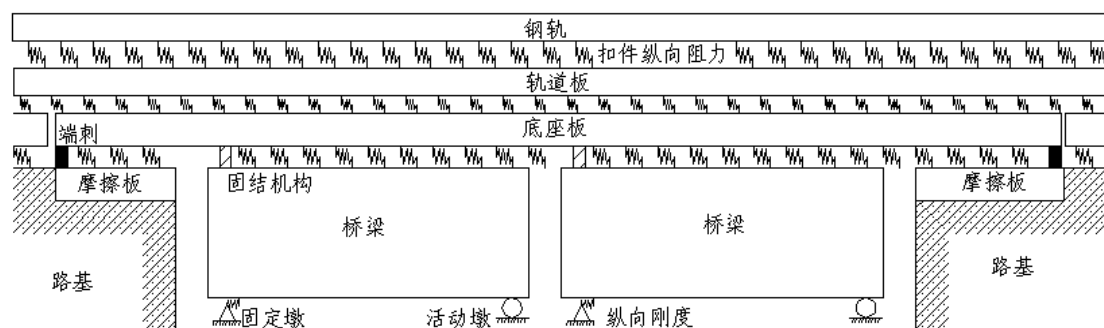 钢轨
扣件纵向阻力
轨道板
底座板
端刺
摩擦板
固结机构
摩擦板
桥梁
桥梁
路基
路基
固定墩
活动墩
纵向刚度